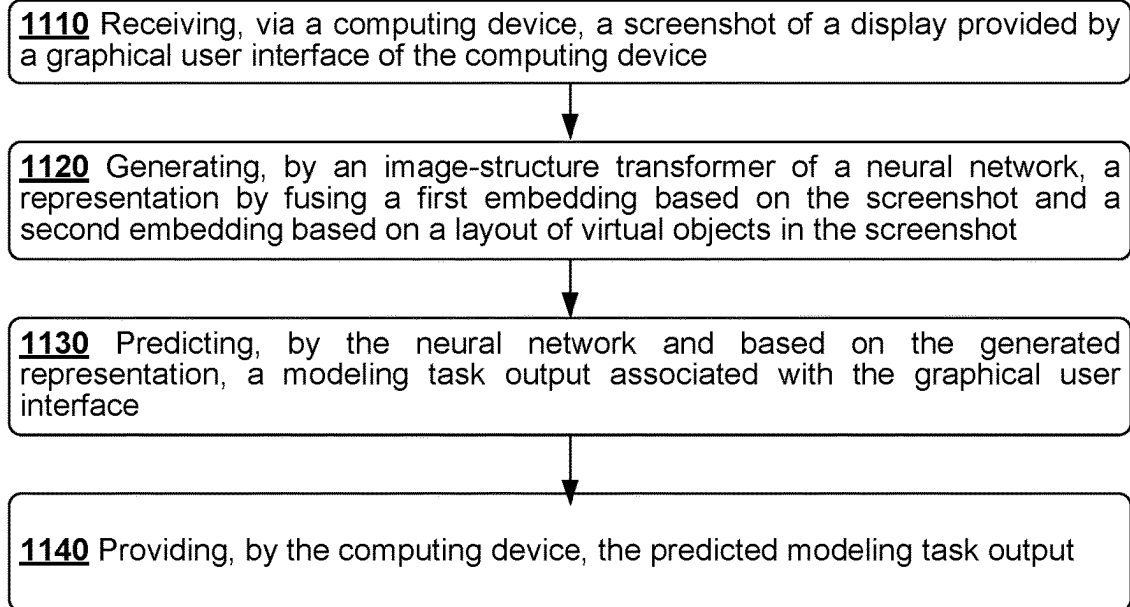 1110 Receiving, via a computing device, a screenshot of a display provided by
a graphical user interface of the computing device
1120 Generating, by an image-structure transformer of a neural network, a
representation by fusing a first embedding based on the screenshot and a
second embedding based on a layout of virtual objects in the screenshot
1130 Predicting, by the neural network and based on the generated
representation, a modeling task output associated with the graphical user
interface
1140 Providing, by the computing device, the predicted modeling task output